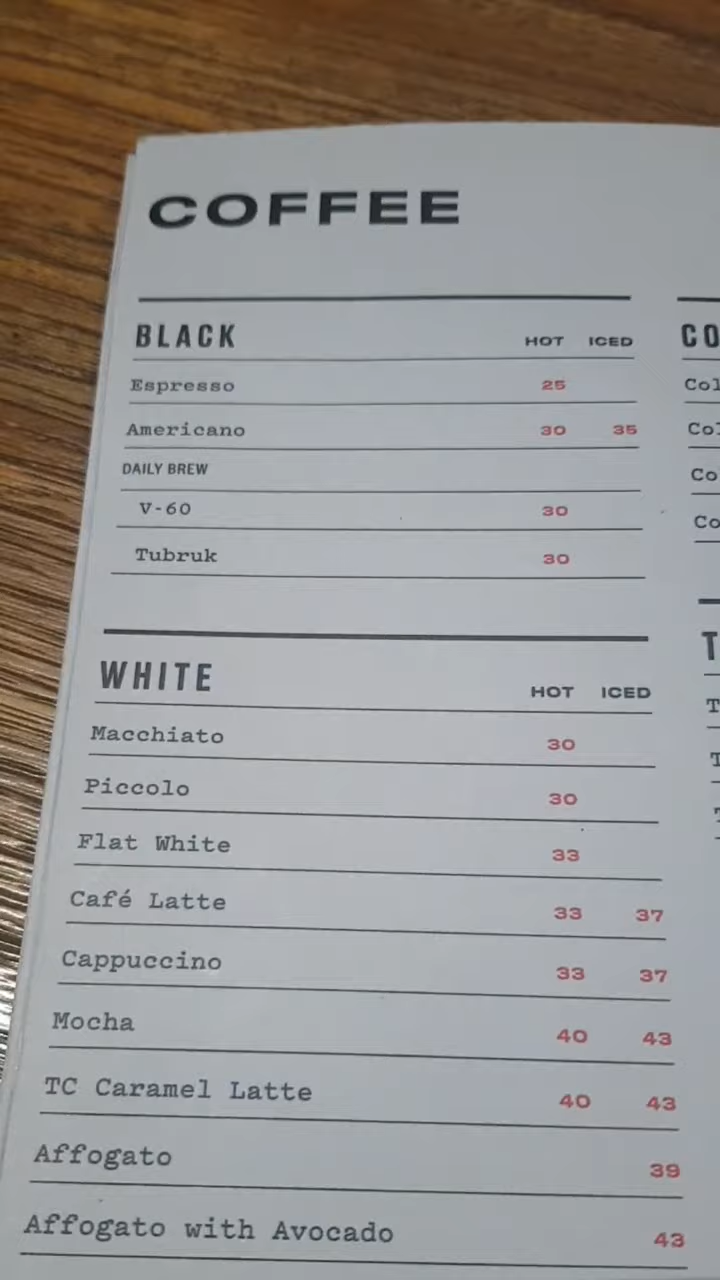 COFFEE
BLACK HOT ICED
Espresso 25
Americano 30 35
DAILY BREW
V-60 30
Tubruk 30
WHITE HOT ICED
Macchiato 30
Piccolo 30
Flat White 33
Café Latte 33 37
Cappuccino 33 37
Mocha 40 43
TC Caramel Latte 40 43
Affogato 39
Affogato with Avocado 43